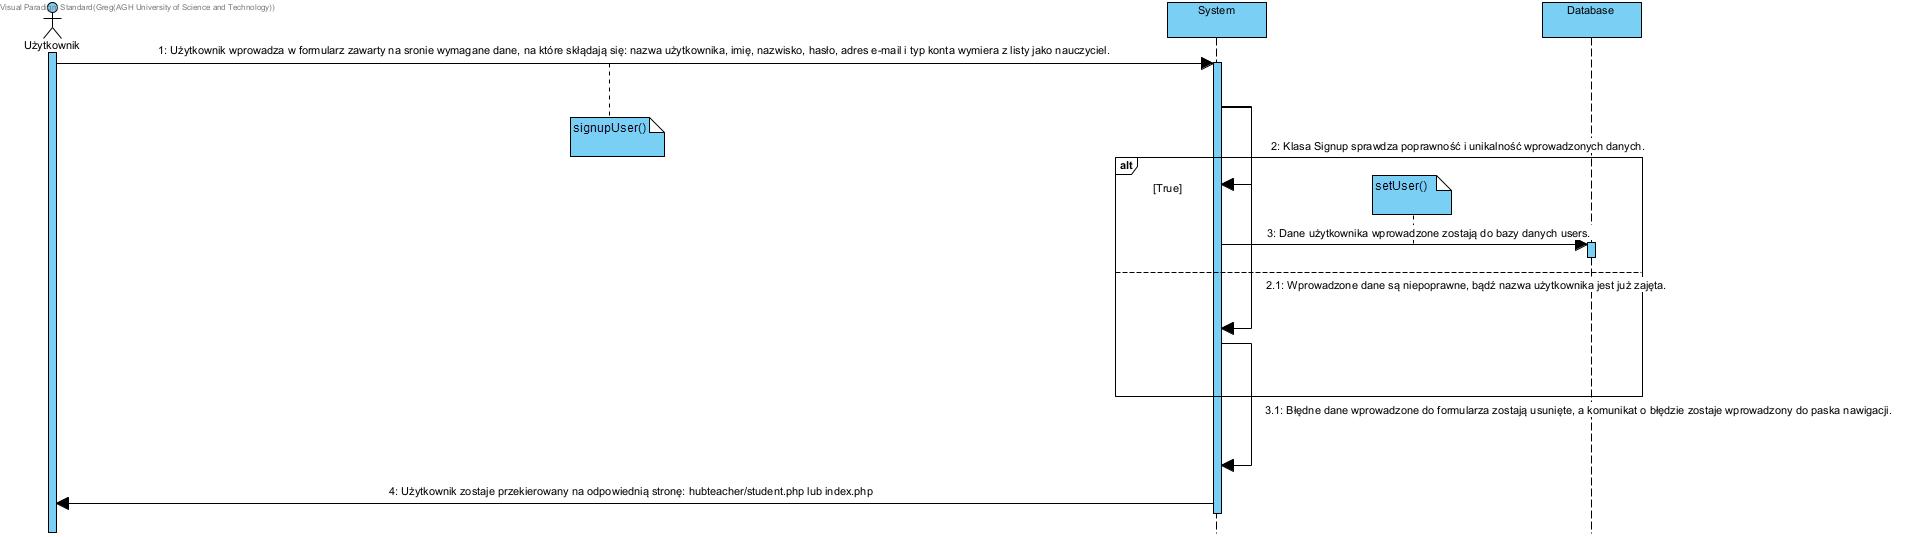 Visual Paradigm Standard(Greg(AGH University of Science and Technology))
Użytkownik
System
Database
1: Użytkownik wprowadza w formularz zawarty na sronie wymagane dane, na które skłądają się: nazwa użytkownika, imię, nazwisko, hasło, adres e-mail i typ konta wymiera z listy jako nauczyciel.
signupUser()
2: Klasa Signup sprawdza poprawność i unikalność wprowadzonych danych.
alt
[True]
setUser()
3: Dane użytkownika wprowadzone zostają do bazy danych users.
2.1: Wprowadzone dane są niepoprawne, bądź nazwa użytkownika jest już zajęta.
3.1: Błędne dane wprowadzone do formularza zostają usunięte, a komunikat o błędzie zostaje wprowadzony do paska nawigacji.
4: Użytkownik zostaje przekierowany na odpowiednią stronę: hubteacher/student.php lub index.php